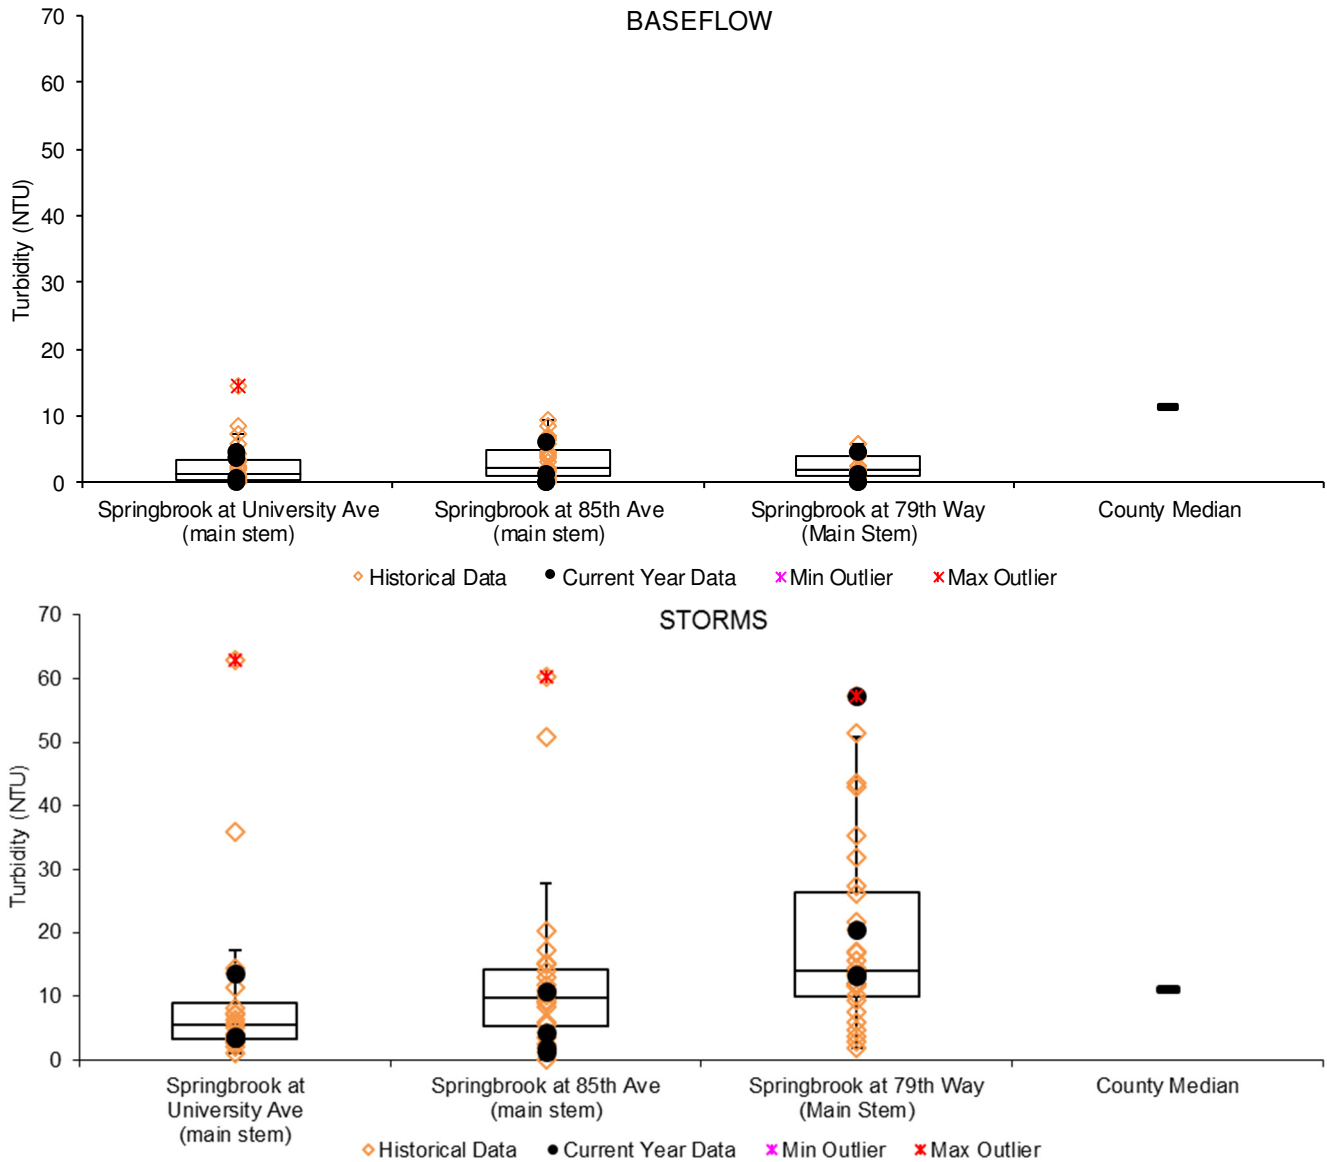 BASEFLOW
70
60
50
40
30
20
10
0
Turbidity (NTU)
Springbrook at University Ave
(main stem)
Springbrook at 85th Ave
(main stem)
Springbrook at 79th Way
(Main Stem)
County Median
Historical Data
Current Year Data
Min Outlier
Max Outlier
STORMS
70
60
50
40
30
20
10
0
Turbidity (NTU)
Springbrook at
University Ave
(main stem)
Springbrook at 85th Ave
(main stem)
Springbrook at 79th Way
(Main Stem)
County Median
Historical Data
Current Year Data
Min Outlier
Max Outlier